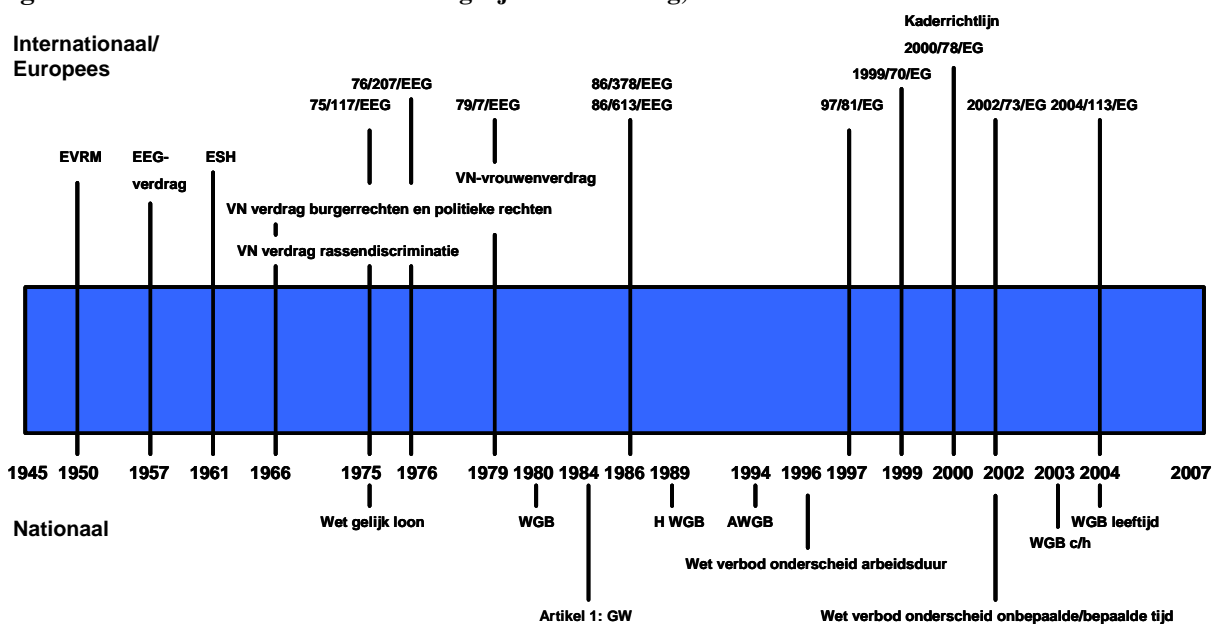 Kaderrichtlijn
Internationaal/
Europees
2000/78/EG
1999/70/EG
76/207/EEG
86/378/EEG
75/117/EEG
79/7/EEG
86/613/EEG
97/81/EG
2002/73/EG 2004/113/EG
EVRM
EEG-
verdrag
ESH
VN-vrouwenverdrag
VN verdrag burgerrechten en politieke rechten
VN verdrag rassendiscriminatie
1945 1950 1957 1961 1966 1975 1976 1979 1980 1984 1986 1989 1994 1996 1997 1999 2000 2002 2003 2004 2007
Nationaal
Wet gelijk loon
WGB
H WGB
AWGB
WGB leeftijd
WGB c/h
Wet verbod onderscheid arbeidsduur
Artikel 1: GW
Wet verbod onderscheid onbepaalde/bepaalde tijd